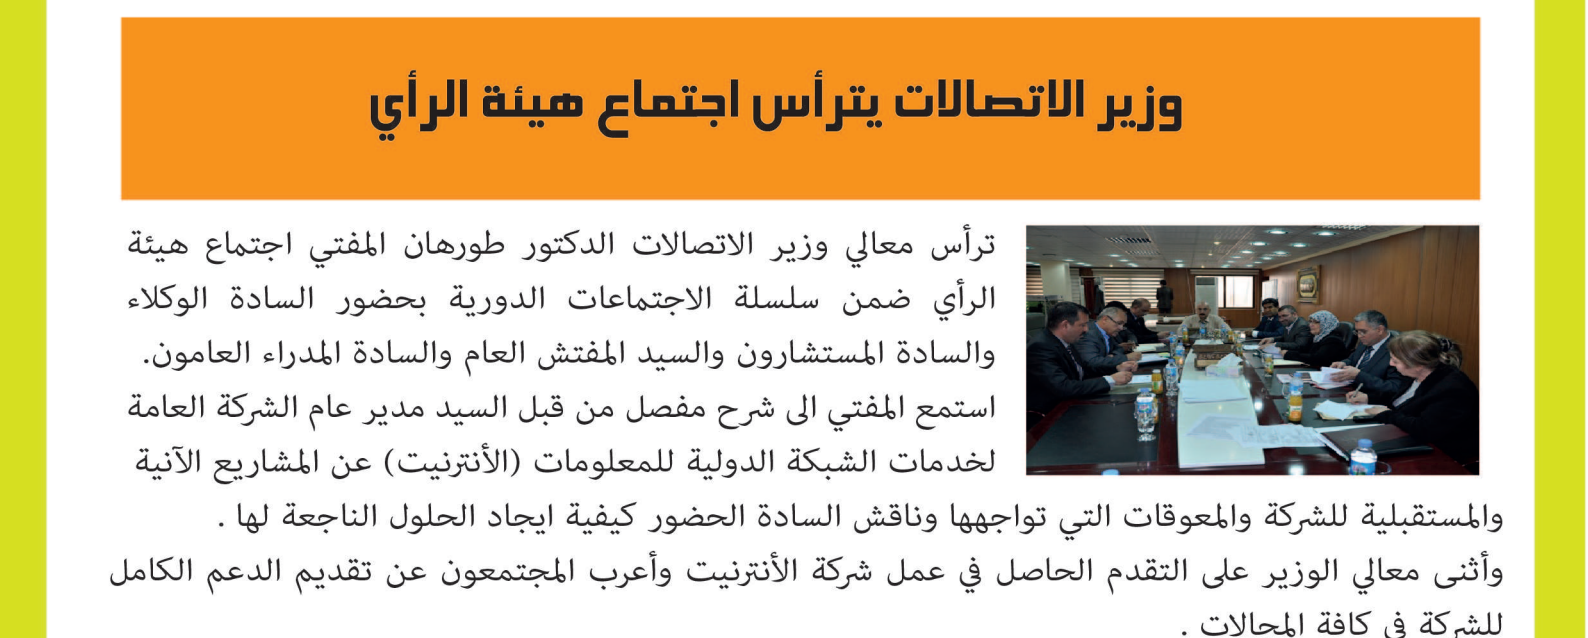 وزير الاتصالات يترأس اجتماع هيئة الرأي
ترأس معالي وزير الاتصالات الدكتور طورهان المفتي اجتماع هيئة
الرأي ضمن سلسلة الاجتماعات الدورية بحضور السادة الوكلاء
والسادة المستشارون والسيد المفتش العام والسادة المدراء العامون.
استمع المفتي الى شرح مفصل من قبل السيد مدير عام الشركة العامة
لخدمات الشبكة الدولية للمعلومات (الأنترنيت) عن المشاريع الآنية
والمستقبلية للشركة والمعوقات التي تواجهها وناقش السادة الحضور كيفية ايجاد الحلول الناجعة لها .
وأثنى معالي الوزير على التقدم الحاصل في عمل شركة الأنترنيت وأعرب المجتمعون عن تقديم الدعم الكامل
للشركة في كافة المجالات .